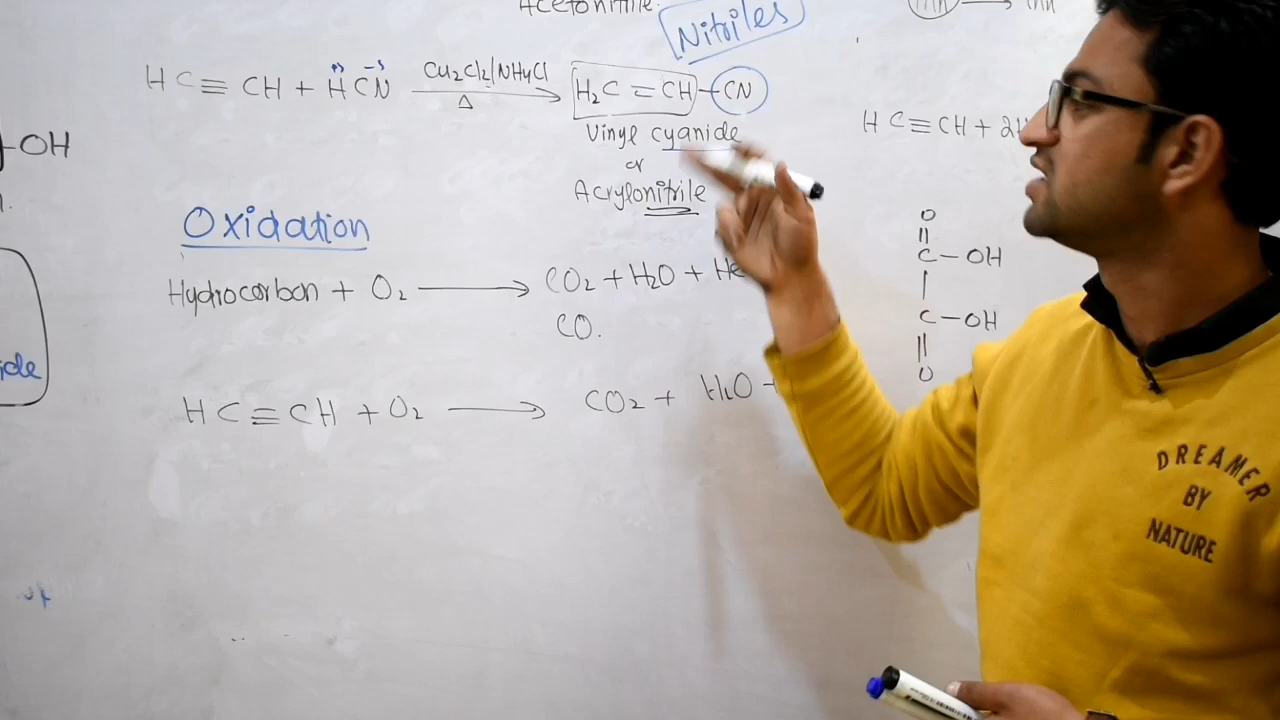 Acetonitrile.
Nitriles
HC≡CH + HCN Cu2Cl2/NH4Cl → H2C=CH-CN
Δ
Vinyl cyanide
or
Acrylonitrile
-OH
Oxidation
Hydrocarbon + O2 → CO2 + H2O + He
CO.
HC≡CH + O2 → CO2 + H2O +
ide
HC≡CH + 2
O
||
C-OH
|
C-OH
||
O
DREAMER
BY
NATURE